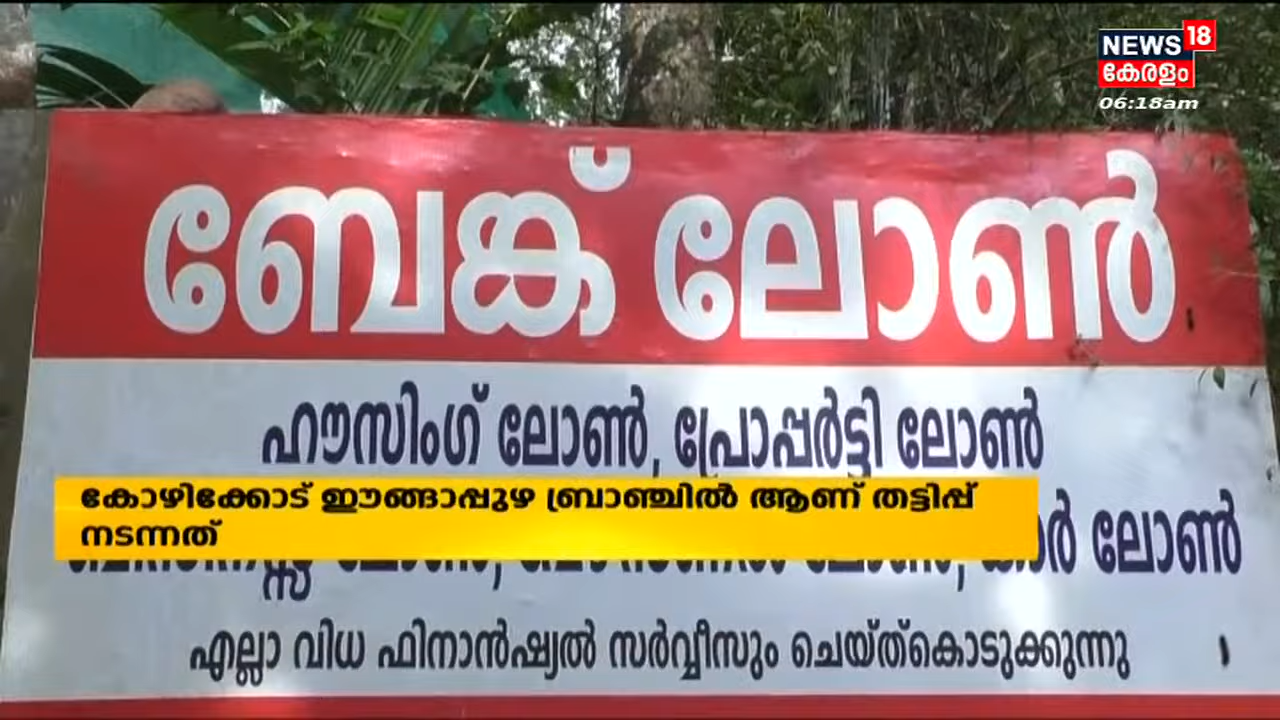 NEWS 18
കേരളം
06:18am
ബേങ്ക് ലോൺ
ഹൗസിംഗ് ലോൺ, പ്രോപ്പർട്ടി ലോൺ
കോഴിക്കോട് ഈങ്ങാപ്പുഴ ബ്രാഞ്ചിൽ ആണ് തട്ടിപ്പ്
നടന്നത്
ലോൺ
എല്ലാ വിധ ഫിനാൻഷ്യൽ സർവ്വീസും ചെയ്ത്കൊടുക്കുന്നു